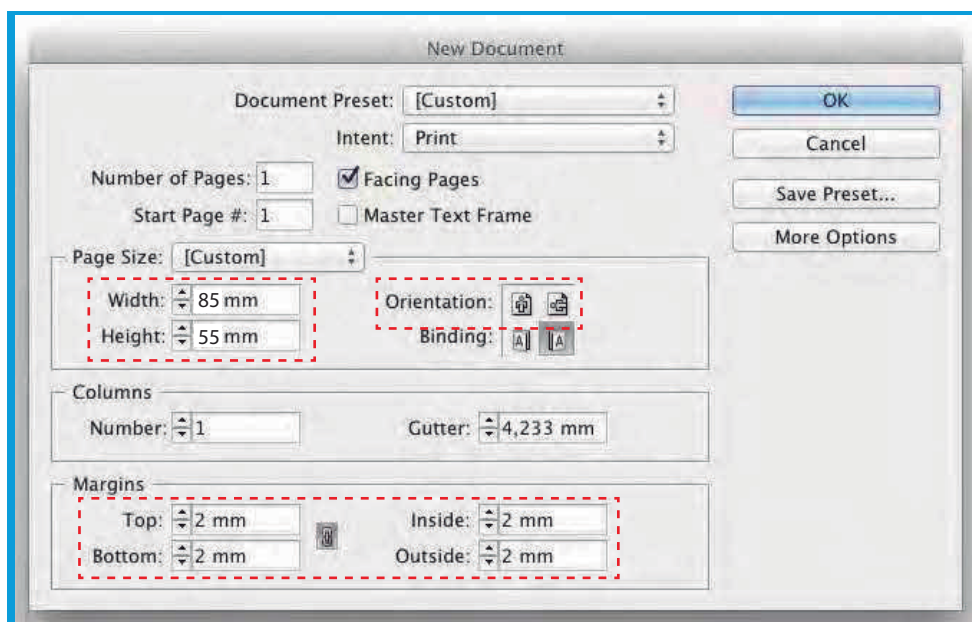 New Document
Document Preset: [Custom]
OK
Intent: Print
Cancel
Number of Pages: 1
Facing Pages
Save Preset...
Start Page #: 1
Master Text Frame
More Options
Page Size: [Custom]
Width: 85 mm
Orientation:
Height: 55 mm
Binding: A A
Columns
Number: 1
Gutter: 4,233 mm
Margins
Top: 2 mm
Inside: 2 mm
Bottom: 2 mm
Outside: 2 mm